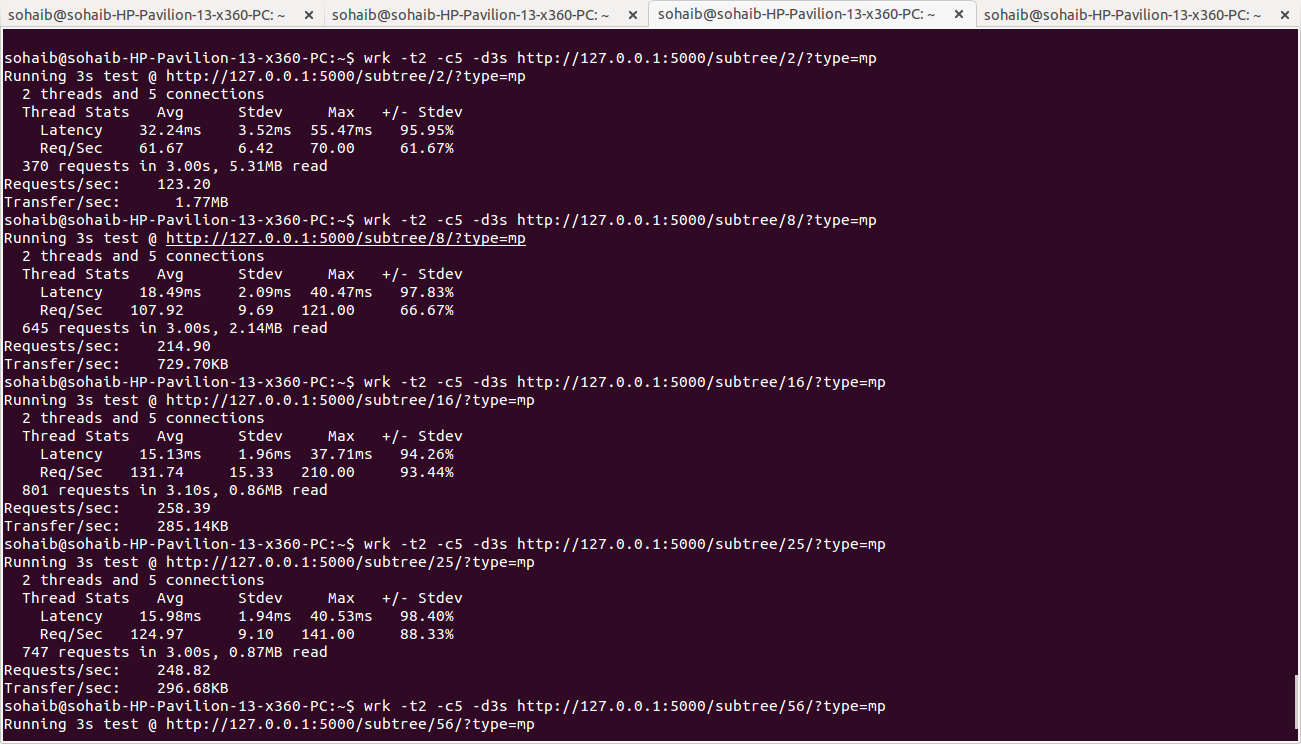 sohaib@sohaib-HP-Pavilion-13-x360-PC: ~ × sohaib@sohaib-HP-Pavilion-13-x360-PC: ~ × sohaib@sohaib-HP-Pavilion-13-x360-PC: ~ × sohaib@sohaib-HP-Pavilion-13-x360-PC: ~ ×
sohaib@sohaib-HP-Pavilion-13-x360-PC:~$ wrk -t2 -c5 -d3s http://127.0.0.1:5000/subtree/2/?type=mp
Running 3s test @ http://127.0.0.1:5000/subtree/2/?type=mp
  2 threads and 5 connections
  Thread Stats   Avg      Stdev     Max   +/- Stdev
    Latency    32.24ms    3.52ms  55.47ms   95.95%
    Req/Sec    61.67      6.42    70.00     61.67%
  370 requests in 3.00s, 5.31MB read
Requests/sec:    123.20
Transfer/sec:      1.77MB
sohaib@sohaib-HP-Pavilion-13-x360-PC:~$ wrk -t2 -c5 -d3s http://127.0.0.1:5000/subtree/8/?type=mp
Running 3s test @ http://127.0.0.1:5000/subtree/8/?type=mp
  2 threads and 5 connections
  Thread Stats   Avg      Stdev     Max   +/- Stdev
    Latency    18.49ms    2.09ms  40.47ms   97.83%
    Req/Sec   107.92      9.69   121.00     66.67%
  645 requests in 3.00s, 2.14MB read
Requests/sec:    214.90
Transfer/sec:    729.70KB
sohaib@sohaib-HP-Pavilion-13-x360-PC:~$ wrk -t2 -c5 -d3s http://127.0.0.1:5000/subtree/16/?type=mp
Running 3s test @ http://127.0.0.1:5000/subtree/16/?type=mp
  2 threads and 5 connections
  Thread Stats   Avg      Stdev     Max   +/- Stdev
    Latency    15.13ms    1.96ms  37.71ms   94.26%
    Req/Sec   131.74     15.33   210.00     93.44%
  801 requests in 3.10s, 0.86MB read
Requests/sec:    258.39
Transfer/sec:    285.14KB
sohaib@sohaib-HP-Pavilion-13-x360-PC:~$ wrk -t2 -c5 -d3s http://127.0.0.1:5000/subtree/25/?type=mp
Running 3s test @ http://127.0.0.1:5000/subtree/25/?type=mp
  2 threads and 5 connections
  Thread Stats   Avg      Stdev     Max   +/- Stdev
    Latency    15.98ms    1.94ms  40.53ms   98.40%
    Req/Sec   124.97      9.10   141.00     88.33%
  747 requests in 3.00s, 0.87MB read
Requests/sec:    248.82
Transfer/sec:    296.68KB
sohaib@sohaib-HP-Pavilion-13-x360-PC:~$ wrk -t2 -c5 -d3s http://127.0.0.1:5000/subtree/56/?type=mp
Running 3s test @ http://127.0.0.1:5000/subtree/56/?type=mp